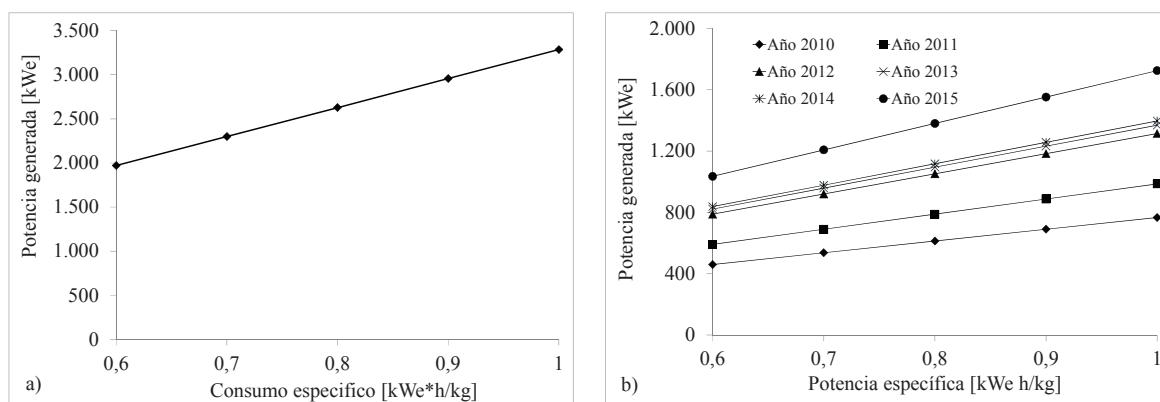 Potencia generada [kWe]
3.500
3.000
2.500
2.000
1.500
1.000
500
0
0,6 0,7 0,8 0,9 1
a) Consumo especifico [kWe*h/kg]
Potencia generada [kWe]
2.000
1.600
1.200
800
400
0
Año 2010 Año 2011
Año 2012 Año 2013
Año 2014 Año 2015
0,6 0,7 0,8 0,9 1
b) Potencia específica [kWe h/kg]